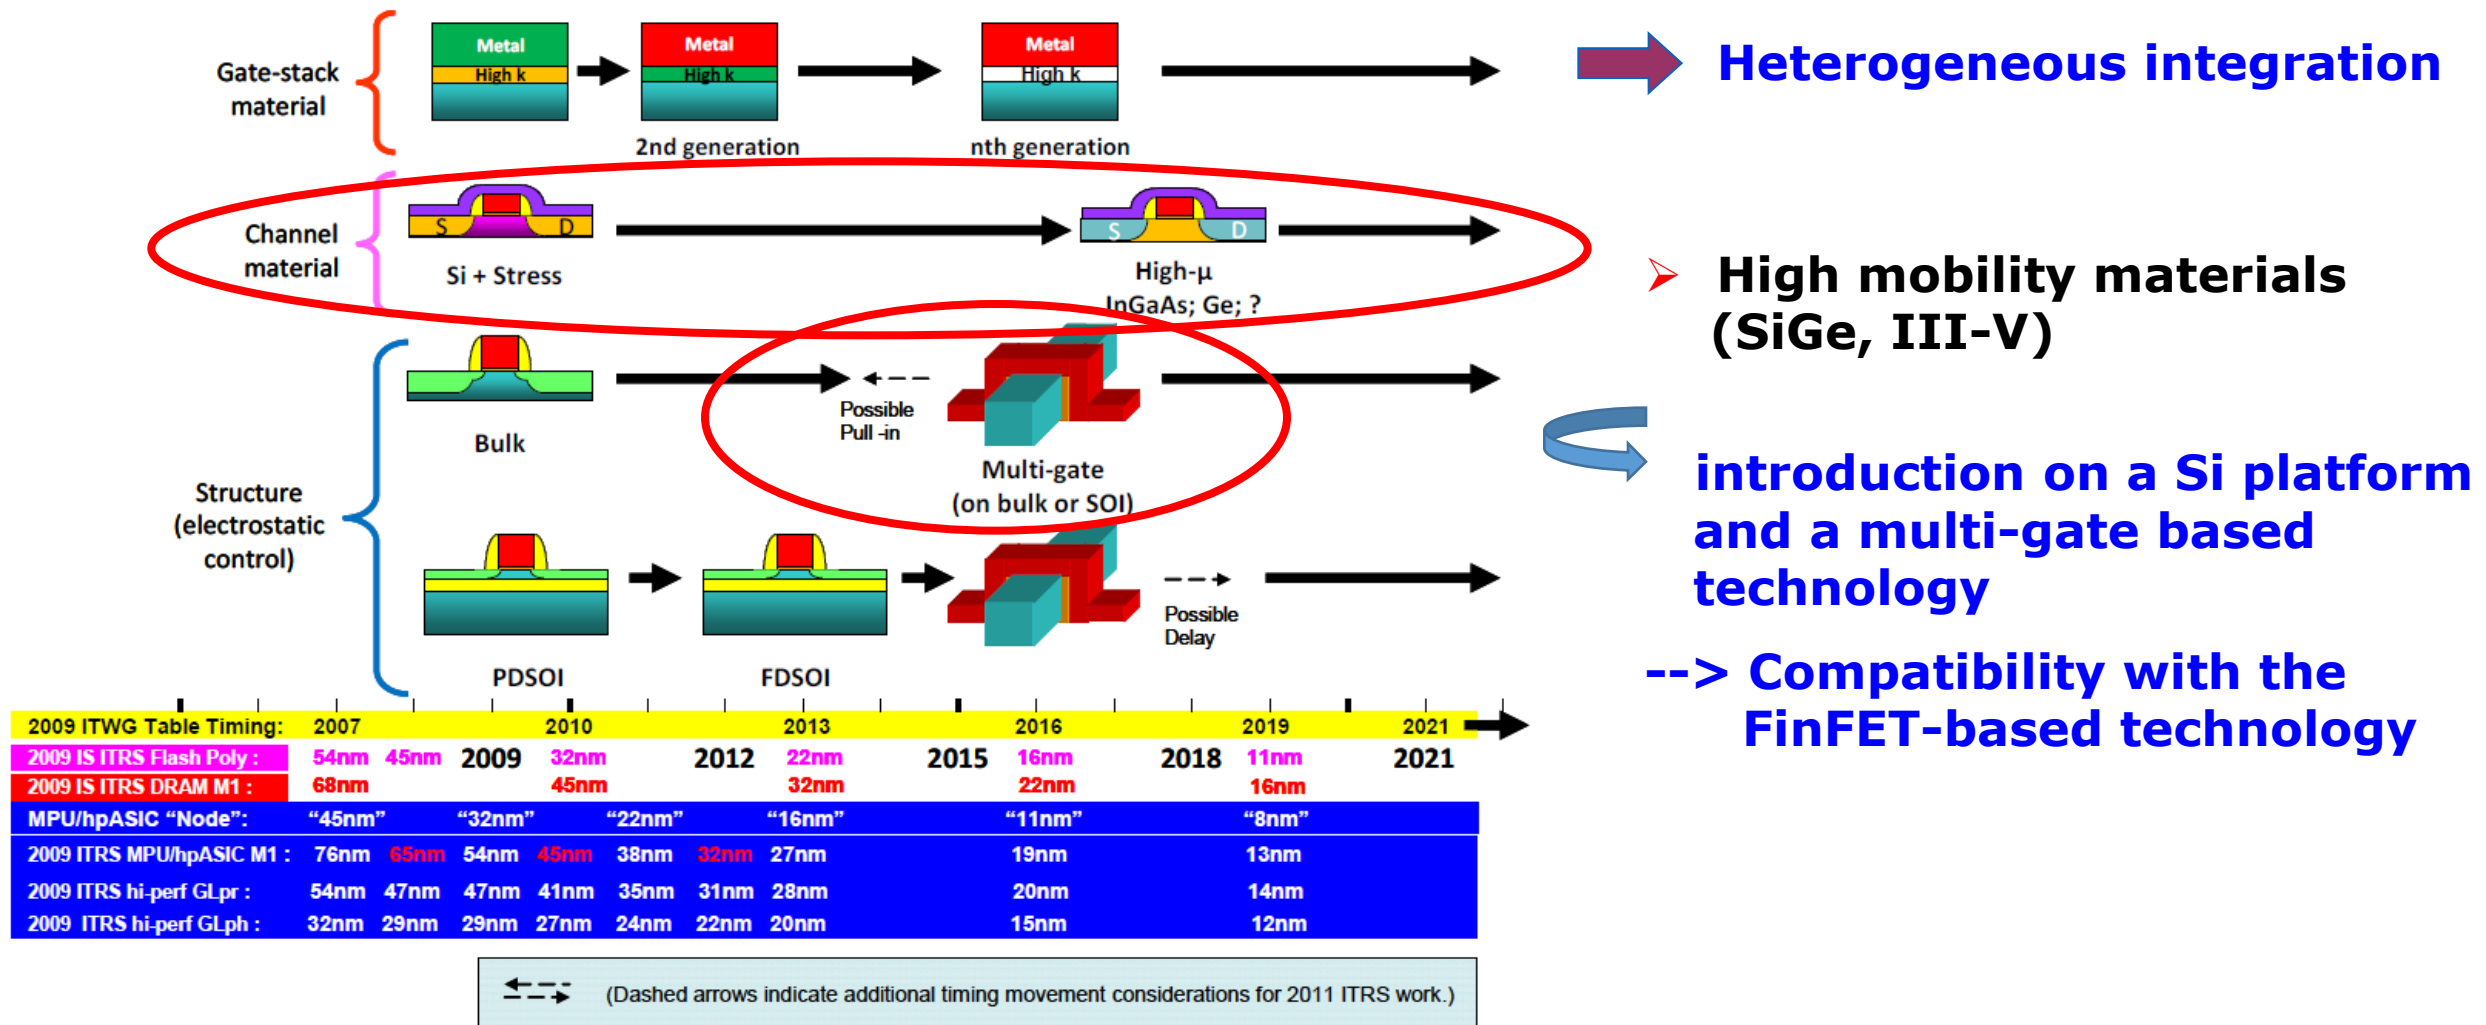 Metal
High k
Metal
High k
Metal
High k
Gate-stack
material
2nd generation
nth generation
Channel
material
S D
Si + Stress
S D
High-μ
InGaAs; Ge; ?
Structure
(electrostatic
control)
Bulk
Possible
Pull -in
Multi-gate
(on bulk or SOI)
PDSOI
FDSOI
Possible
Delay
2009 ITWG Table Timing: 2007 2010 2013 2016 2019 2021
2009 IS ITRS Flash Poly : 54nm 45nm 2009 32nm 2012 22nm 2015 16nm 2018 11nm 2021
2009 IS ITRS DRAM M1 : 68nm 45nm 32nm 22nm 16nm
MPU/hpASIC “Node”: “45nm” “32nm” “22nm” “16nm” “11nm” “8nm”
2009 ITRS MPU/hpASIC M1 : 76nm 65nm 54nm 45nm 38nm 32nm 27nm 19nm 13nm
2009 ITRS hi-perf GLpr : 54nm 47nm 47nm 41nm 35nm 31nm 28nm 20nm 14nm
2009 ITRS hi-perf GLph : 32nm 29nm 29nm 27nm 24nm 22nm 20nm 15nm 12nm
(Dashed arrows indicate additional timing movement considerations for 2011 ITRS work.)
Heterogeneous integration
High mobility materials
(SiGe, III-V)
introduction on a Si platform
and a multi-gate based
technology
--> Compatibility with the
FinFET-based technology